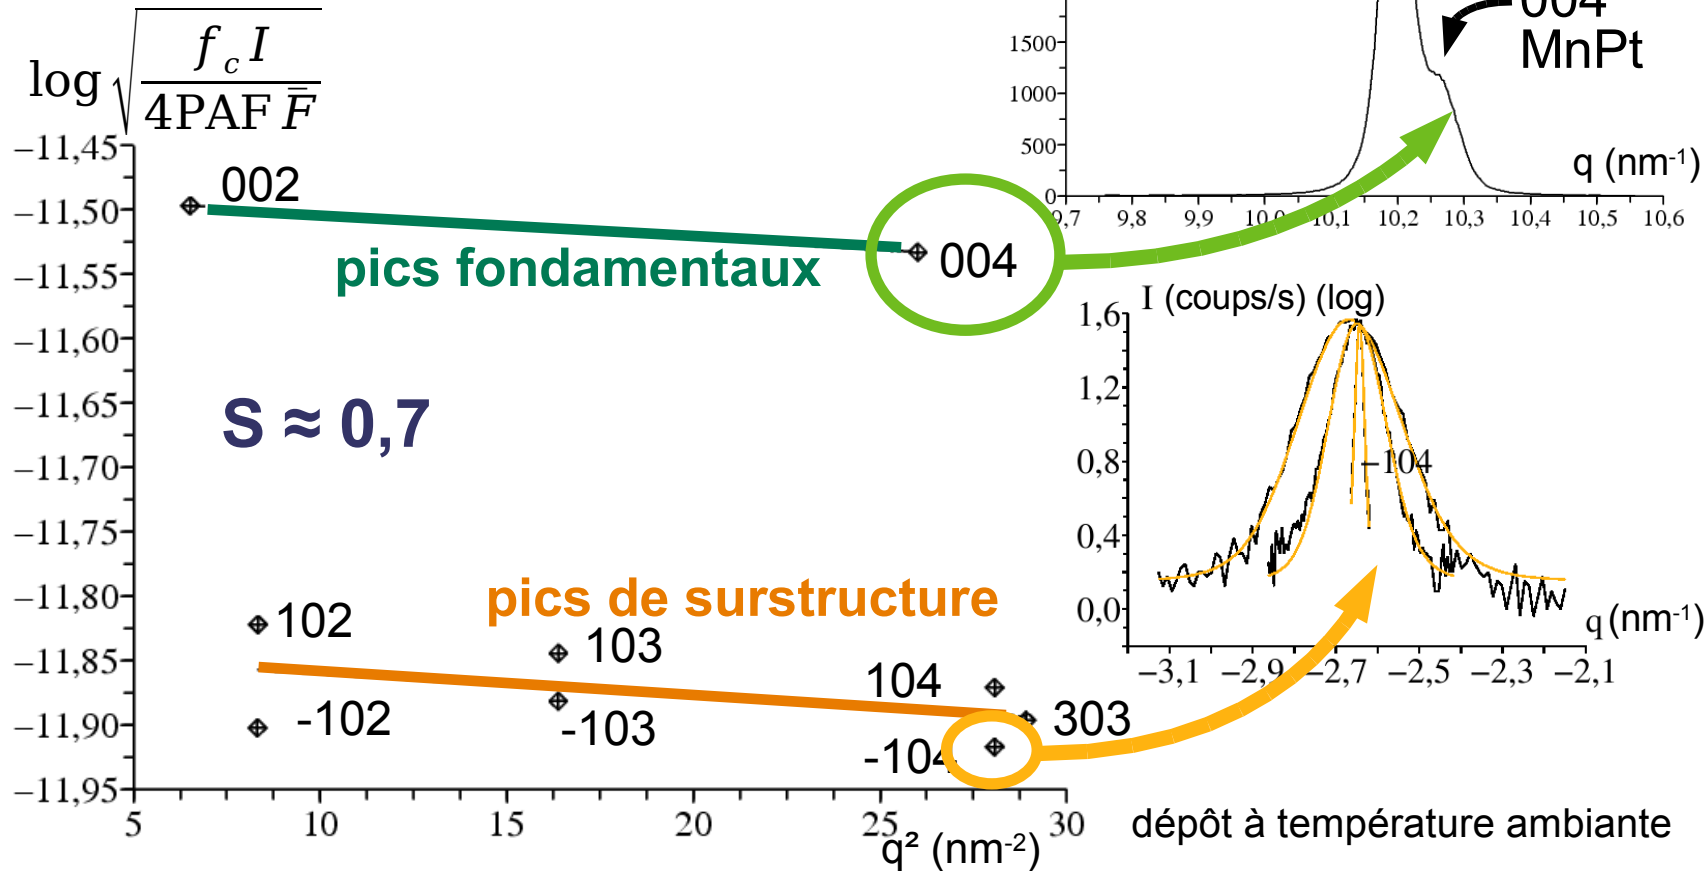 log √(f_c I / 4PAF F̄)
004
MnPt
1500
1000
500
0
q (nm-1)
9,7 9,8 9,9 10,0 10,1 10,2 10,3 10,4 10,5 10,6
−11,45
−11,50
−11,55
−11,60
−11,65
−11,70
−11,75
−11,80
−11,85
−11,90
−11,95
002
004
pics fondamentaux
S ≈ 0,7
pics de surstructure
102
-102
103
-103
104
-104
303
5 10 15 20 25 30
q² (nm-2)
I (coups/s) (log)
1,6
1,2
0,8
0,4
0,0
−104
q (nm-1)
−3,1 −2,9 −2,7 −2,5 −2,3 −2,1
dépôt à température ambiante